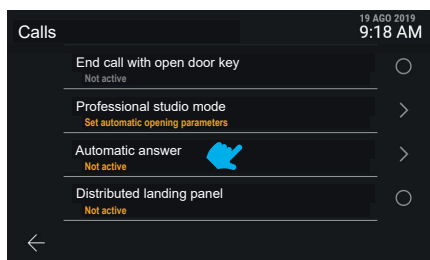 19 AGO 2019
Calls
9:18 AM
End call with open door key
Not active
Professional studio mode
Set automatic opening parameters
Automatic answer
Not active
Distributed landing panel
Not active